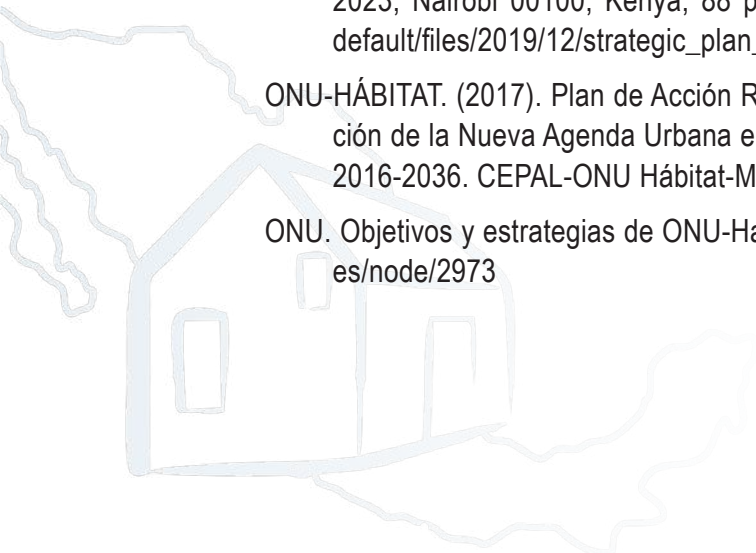 2023, Nairobi 00100, Kenya, 88 p
default/files/2019/12/strategic_plan_
ONU-HÁBITAT. (2017). Plan de Acción R
ción de la Nueva Agenda Urbana e
2016-2036. CEPAL-ONU Hábitat-M
ONU. Objetivos y estrategias de ONU-Ha
es/node/2973